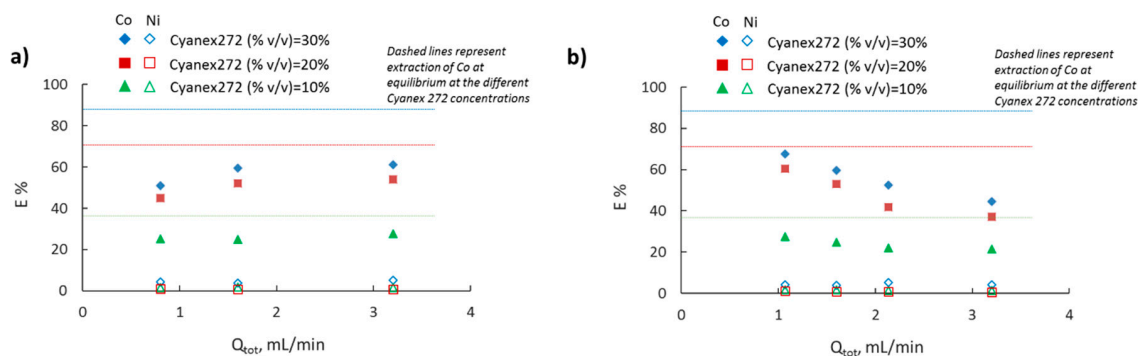 a)
Co Ni
Cyanex272 (% v/v)=30%
Cyanex272 (% v/v)=20%
Cyanex272 (% v/v)=10%
Dashed lines represent
extraction of Co at
equilibrium at the different
Cyanex 272 concentrations
100
80
60
40
20
0
E %
0 1 2 3 4
Qtot, mL/min
b)
Co Ni
Cyanex272 (% v/v)=30%
Cyanex272 (% v/v)=20%
Cyanex272 (% v/v)=10%
Dashed lines represent
extraction of Co at
equilibrium at the different
Cyanex 272 concentrations
100
80
60
40
20
0
E %
0 1 2 3 4
Qtot, mL/min